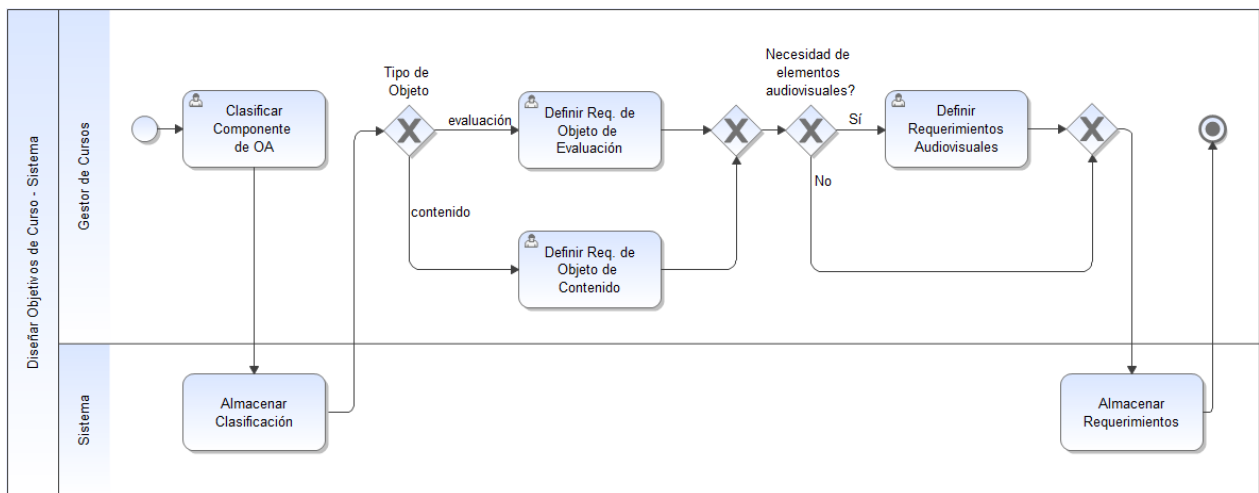 Diseñar Objetivos de Curso - Sistema
Gestor de Cursos
Clasificar
Componente
de OA
Tipo de
Objeto
evaluación
contenido
Definir Req. de
Objeto de
Evaluación
Definir Req. de
Objeto de
Contenido
Necesidad de
elementos
audiovisuales?
Sí
No
Definir
Requerimientos
Audiovisuales
Sistema
Almacenar
Clasificación
Almacenar
Requerimientos